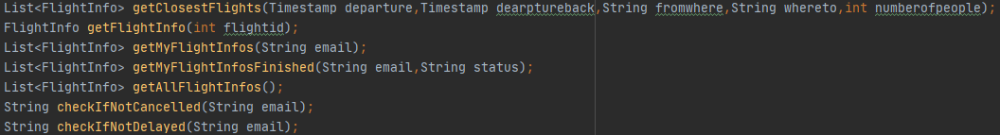 List<FlightInfo> getClosestFlights(Timestamp departure,Timestamp dearptureback,String fromwhere,String whereto,int numberofpeople);
FlightInfo getFlightInfo(int flightid);
List<FlightInfo> getMyFlightInfos(String email);
List<FlightInfo> getMyFlightInfosFinished(String email,String status);
List<FlightInfo> getAllFlightInfos();
String checkIfNotCancelled(String email);
String checkIfNotDelayed(String email);